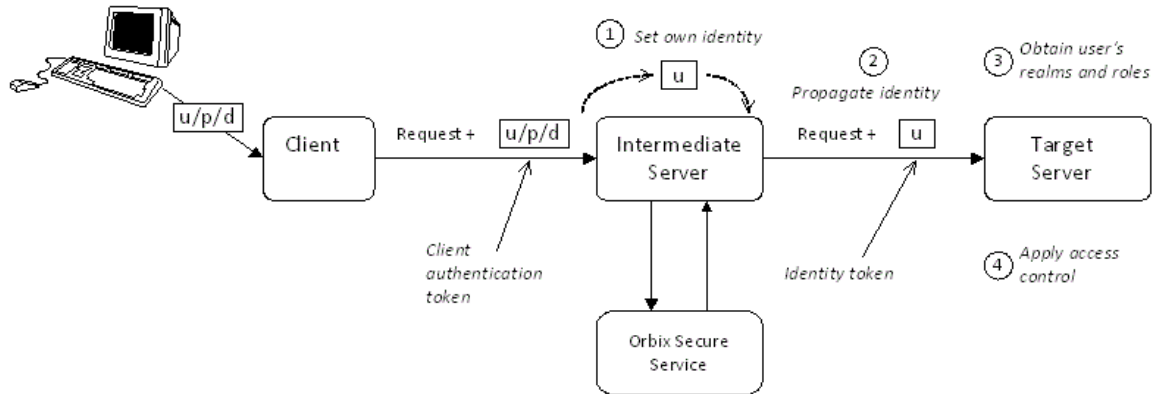 u/p/d
Client
Request +
u/p/d
Client
authentication
token
1
Set own identity
u
Intermediate
Server
Orbix Secure
Service
2
Propagate identity
Request +
u
Identity token
3
Obtain user's
realms and roles
Target
Server
4
Apply access
control